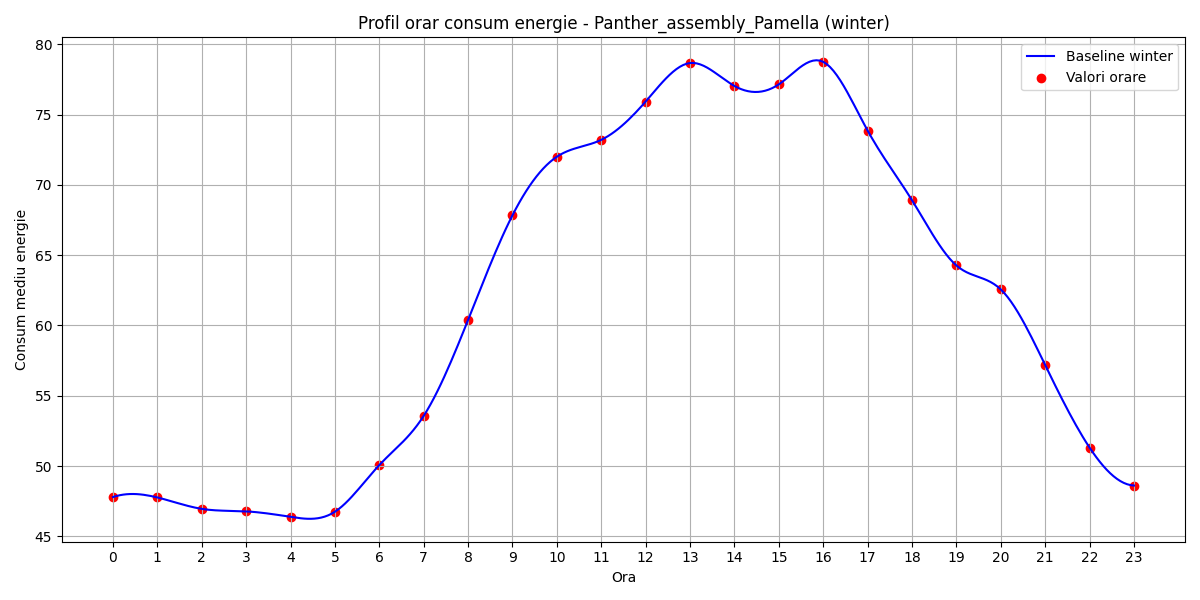 Profil orar consum energie - Panther_assembly_Pamella (winter)
Baseline winter
Valori orare
Consum mediu energie
80
75
70
65
60
55
50
45
0 1 2 3 4 5 6 7 8 9 10 11 12 13 14 15 16 17 18 19 20 21 22 23
Ora